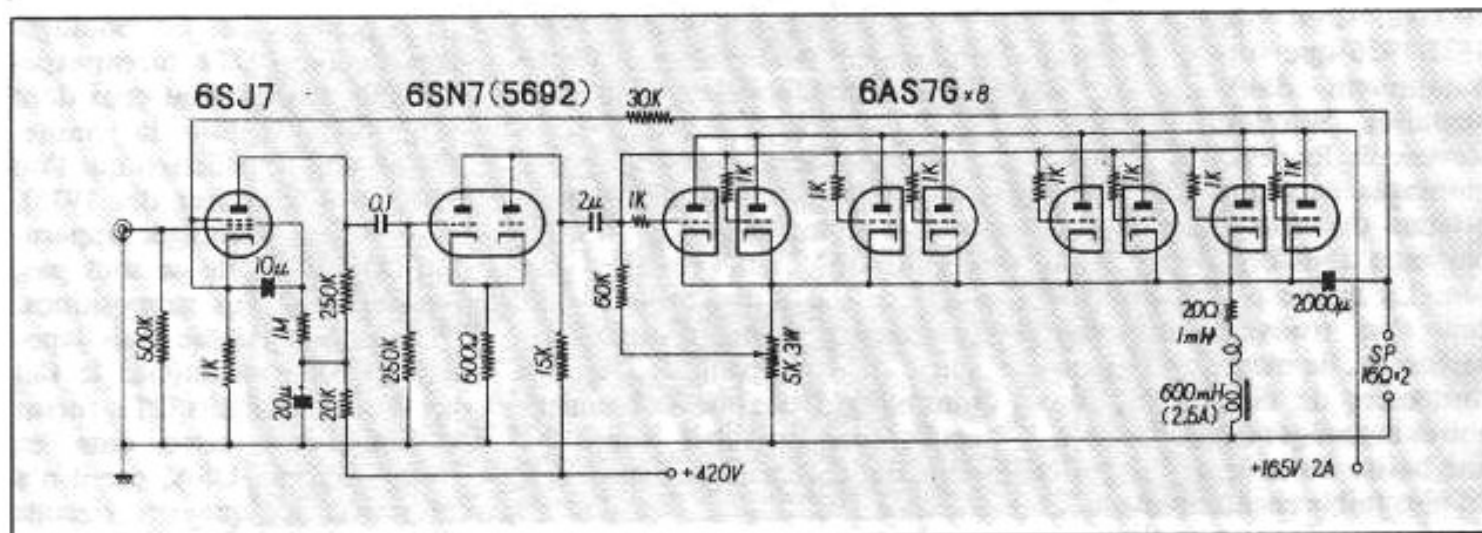 6SJ7
6SN7(5692)
6AS7G×8
30K
0.1
2μ
1K
1K
1K
1K
1K
1K
1K
1K
1K
10μ
500K
1K
1M
250K
20μ
20K
250K
600Ω
15K
60K
5K 3W
20Ω
1mH
600mH
(2.5A)
2000μ
SP
16Ω×2
+420V
+165V 2A